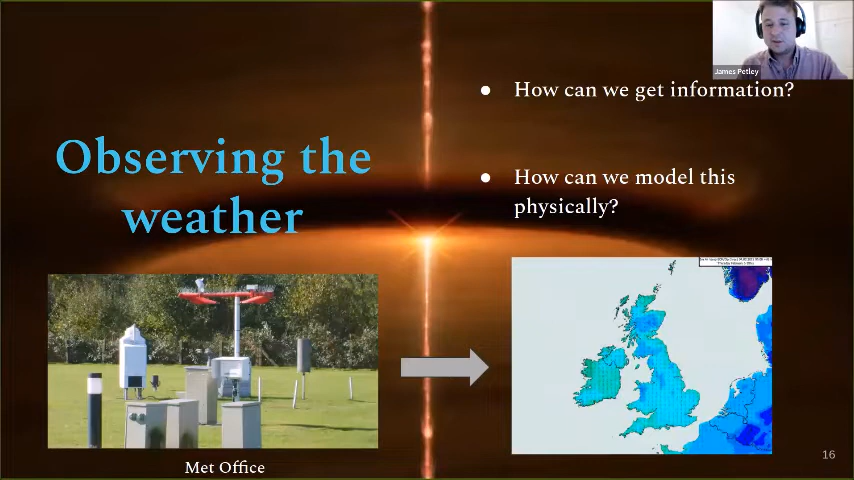 James Petley
How can we get information?
Observing the
weather
How can we model this
physically?
Met Office
16